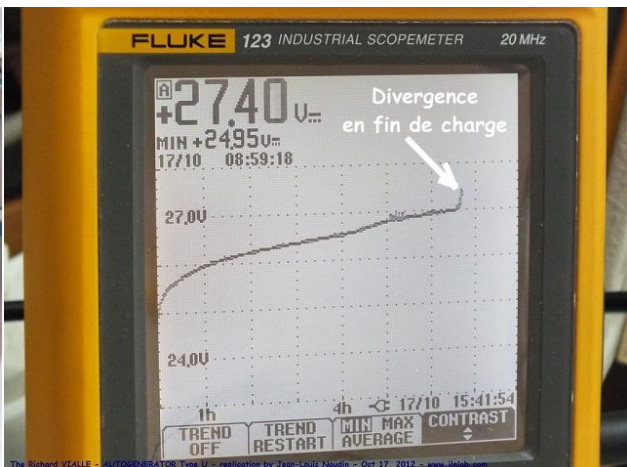 FLUKE 123 INDUSTRIAL SCOPEMETER 20 MHz
A
+27.40 V
Divergence
en fin de charge
MIN +24.95V
17/10 08:59:18
27.0V
24.0V
1h 4h 17/10 15:41:54
TREND OFF
TREND RESTART
MIN MAX AVERAGE
CONTRAST
The Richard VIALLE - AUTOGENERATOR Type U - replication by Jean-Louis Naudin - Oct 17, 2012 - www.jlnlab.com